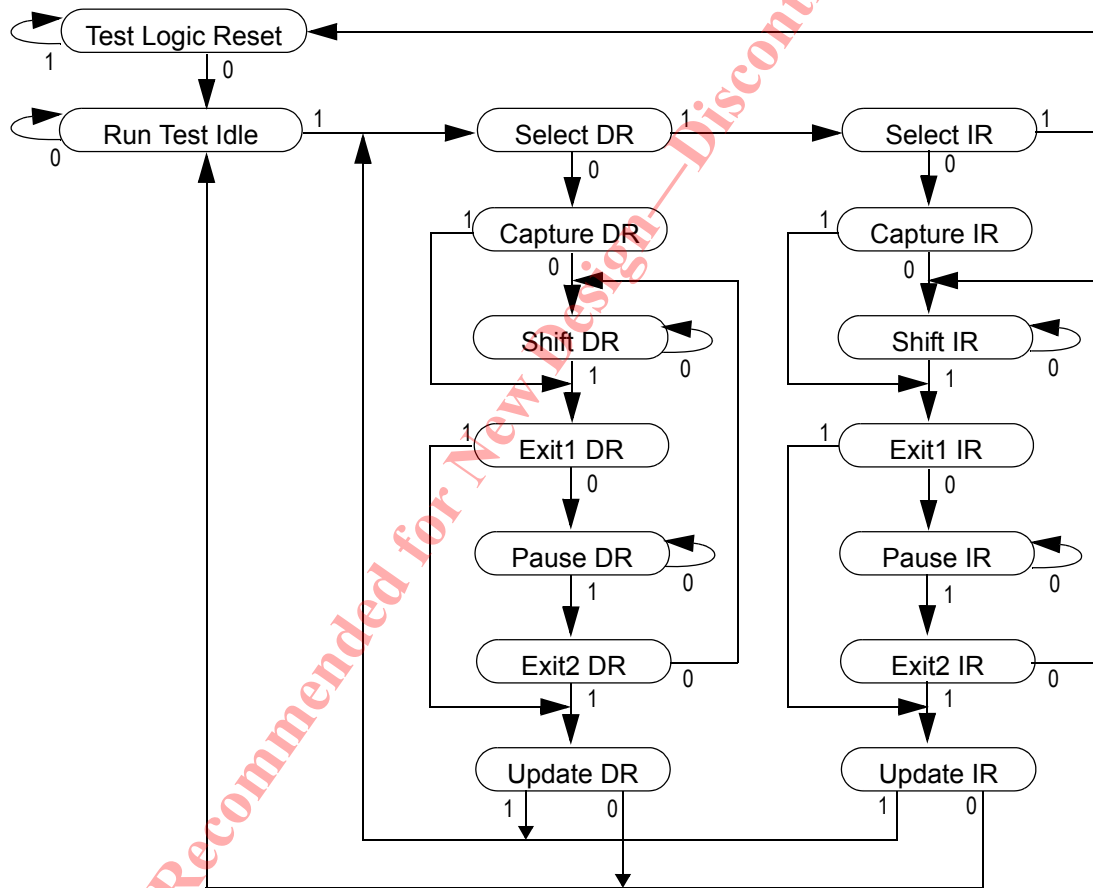 Test Logic Reset
1
0
Run Test Idle
0
1
Select DR
1
0
Select IR
1
0
1
Capture DR
0
1
Capture IR
0
Shift DR
0
1
Shift IR
0
1
1
Exit1 DR
0
1
Exit1 IR
0
Pause DR
0
1
Pause IR
0
1
Exit2 DR
0
1
Exit2 IR
0
1
Update DR
1
0
Update IR
1
0
Recommended for New Design—Discont